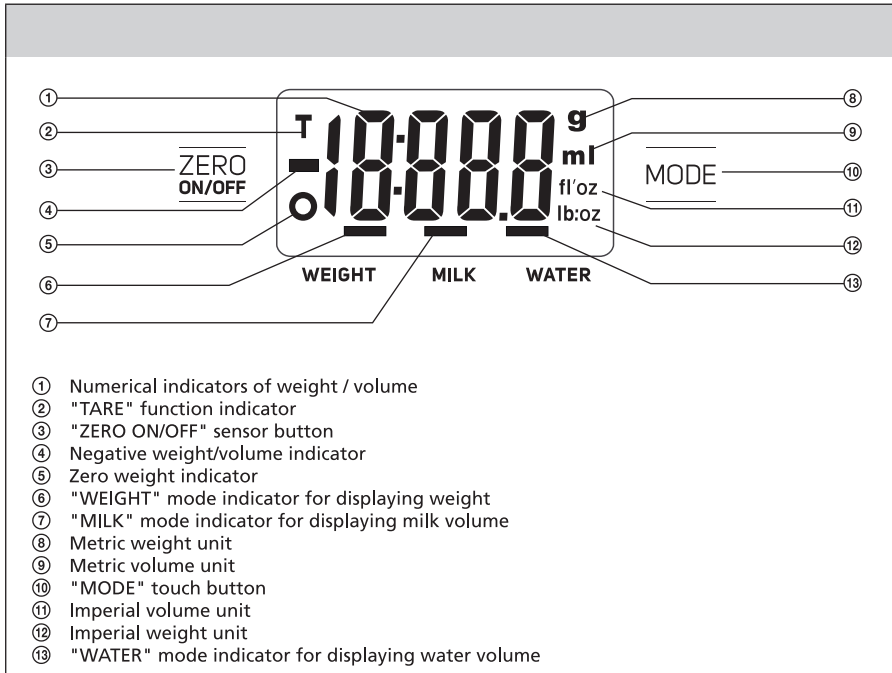 ① ⑧
T 18:888.8 g
② ml ⑨
③ ZERO MODE ⑩
ON/OFF
④ fl'oz ⑪
⑤ lb:oz ⑫
⑥ WEIGHT MILK WATER ⑬
⑦
① Numerical indicators of weight / volume
② "TARE" function indicator
③ "ZERO ON/OFF" sensor button
④ Negative weight/volume indicator
⑤ Zero weight indicator
⑥ "WEIGHT" mode indicator for displaying weight
⑦ "MILK" mode indicator for displaying milk volume
⑧ Metric weight unit
⑨ Metric volume unit
⑩ "MODE" touch button
⑪ Imperial volume unit
⑫ Imperial weight unit
⑬ "WATER" mode indicator for displaying water volume